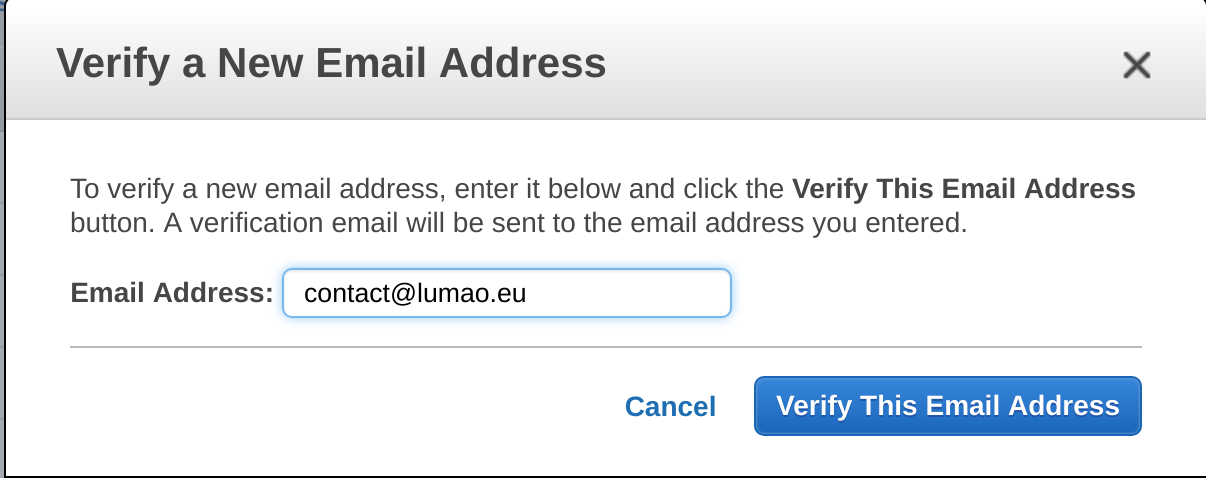 Verify a New Email Address
To verify a new email address, enter it below and click the Verify This Email Address
button. A verification email will be sent to the email address you entered.
Email Address: contact@lumao.eu
Cancel Verify This Email Address